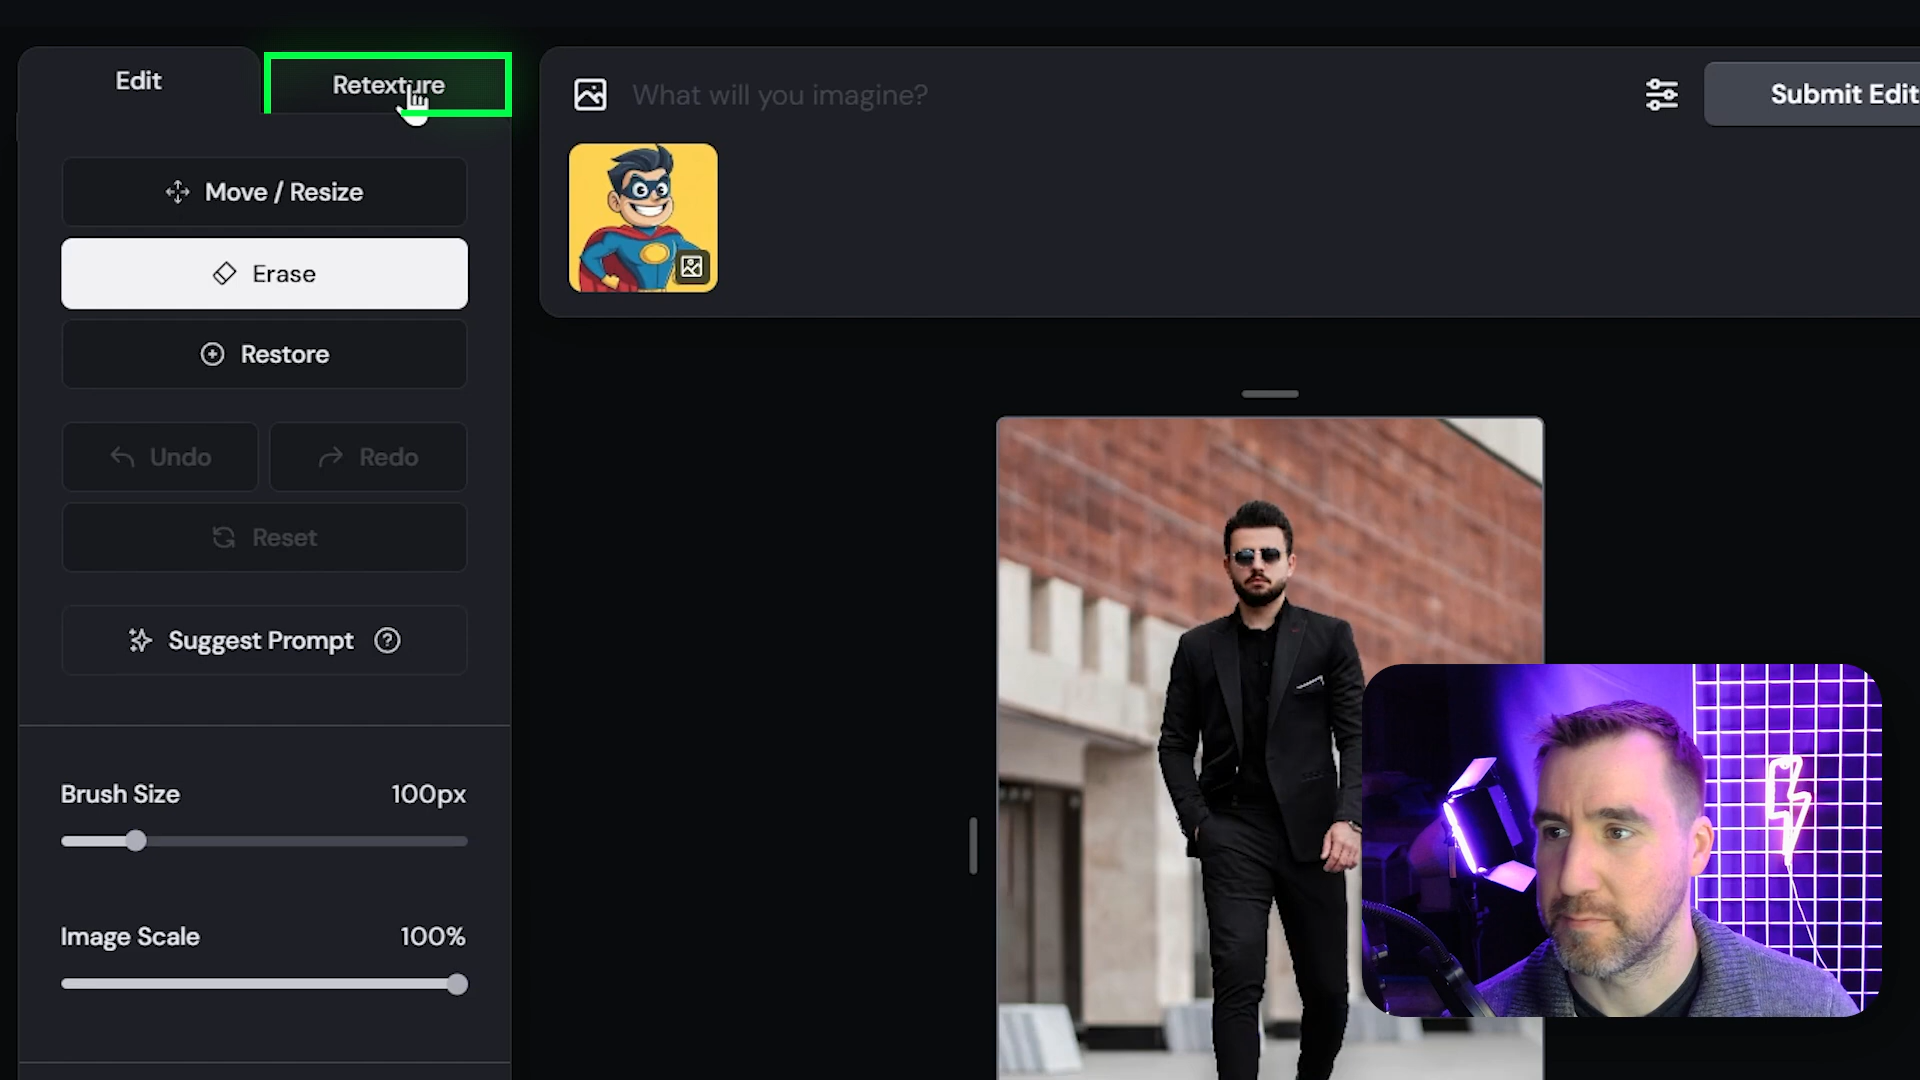 Edit
Retexture
What will you imagine?
Submit Edit
Move / Resize
Erase
Restore
Undo
Redo
Reset
Suggest Prompt
Brush Size 100px
Image Scale 100%